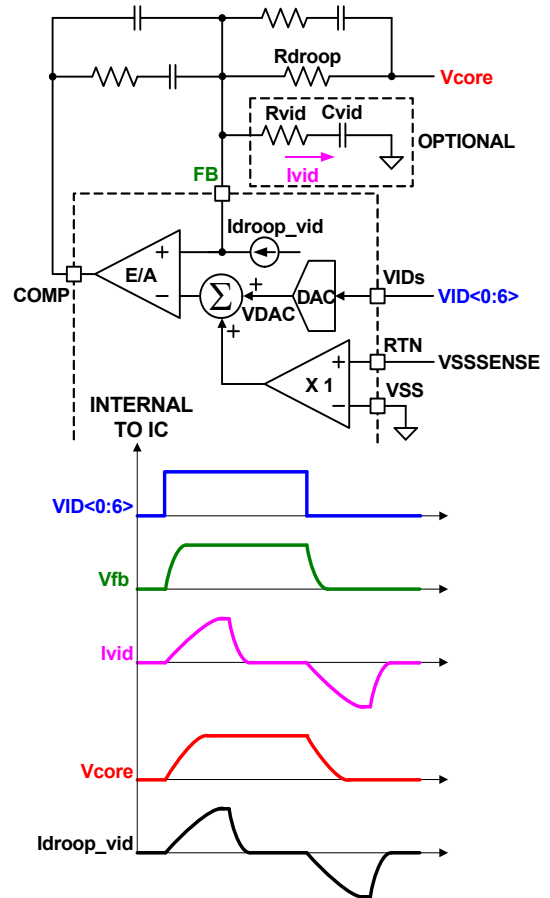 Rdroop
Vcore
Rvid Cvid
OPTIONAL
Ivid
FB
Idroop_vid
+
E/A
−
COMP
Σ
+
+
VDAC
DAC
VIDs
VID<0:6>
RTN
+
VSSSENSE
X 1
VSS
−
INTERNAL
TO IC
VID<0:6>
Vfb
Ivid
Vcore
Idroop_vid